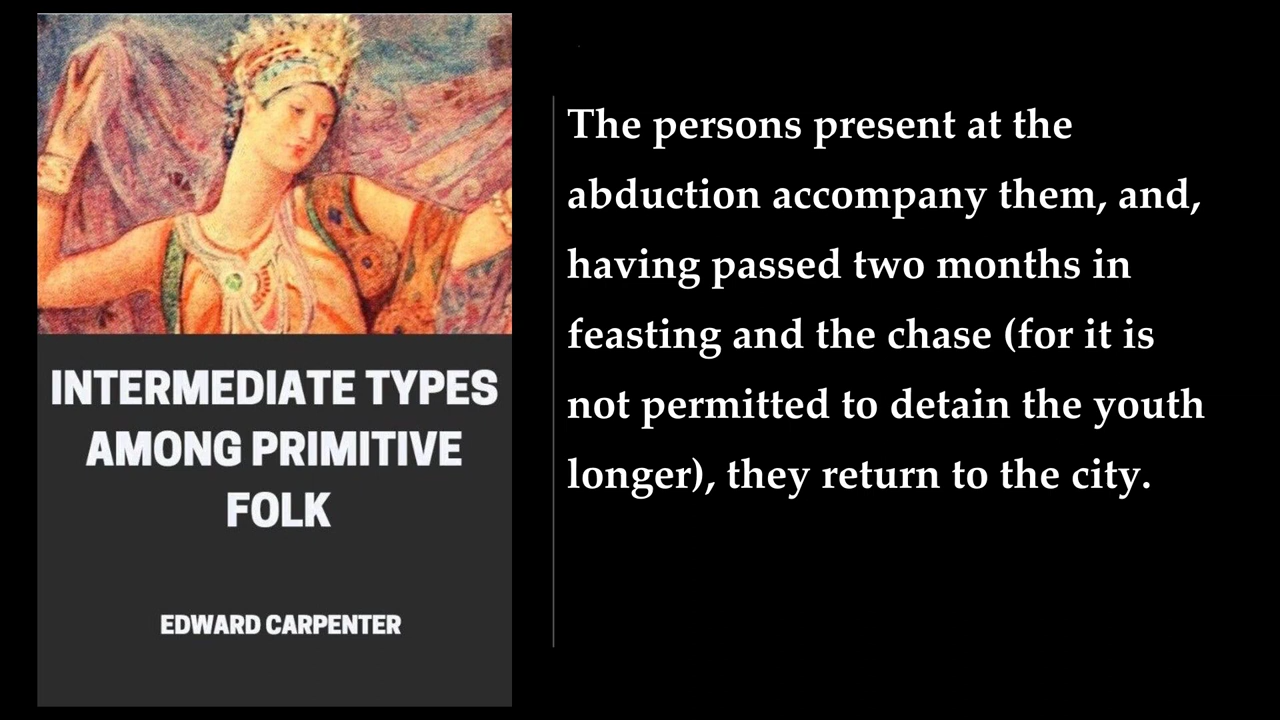 INTERMEDIATE TYPES
AMONG PRIMITIVE
FOLK
EDWARD CARPENTER
The persons present at the
abduction accompany them, and,
having passed two months in
feasting and the chase (for it is
not permitted to detain the youth
longer), they return to the city.